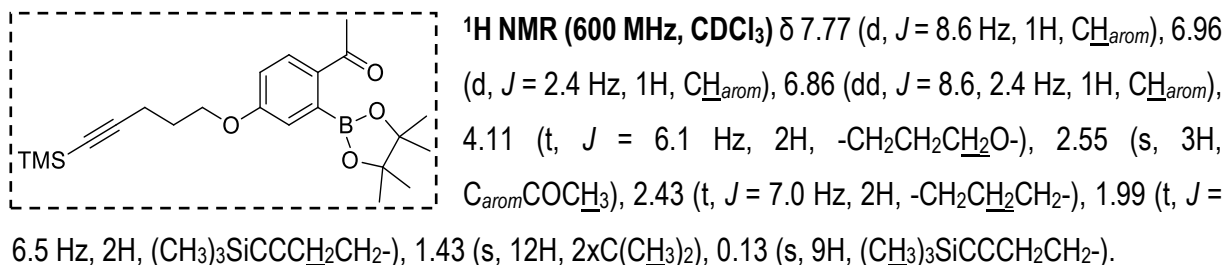 ¹H NMR (600 MHz, CDCl₃) δ 7.77 (d, J = 8.6 Hz, 1H, CHarom), 6.96
(d, J = 2.4 Hz, 1H, CHarom), 6.86 (dd, J = 8.6, 2.4 Hz, 1H, CHarom),
4.11 (t, J = 6.1 Hz, 2H, -CH₂CH₂CH₂O-), 2.55 (s, 3H,
CaromCOCH₃), 2.43 (t, J = 7.0 Hz, 2H, -CH₂CH₂CH₂-), 1.99 (t, J =
6.5 Hz, 2H, (CH₃)₃SiCCCH₂CH₂-), 1.43 (s, 12H, 2xC(CH₃)₂), 0.13 (s, 9H, (CH₃)₃SiCCCH₂CH₂-).
O
O
B
O
O
TMS